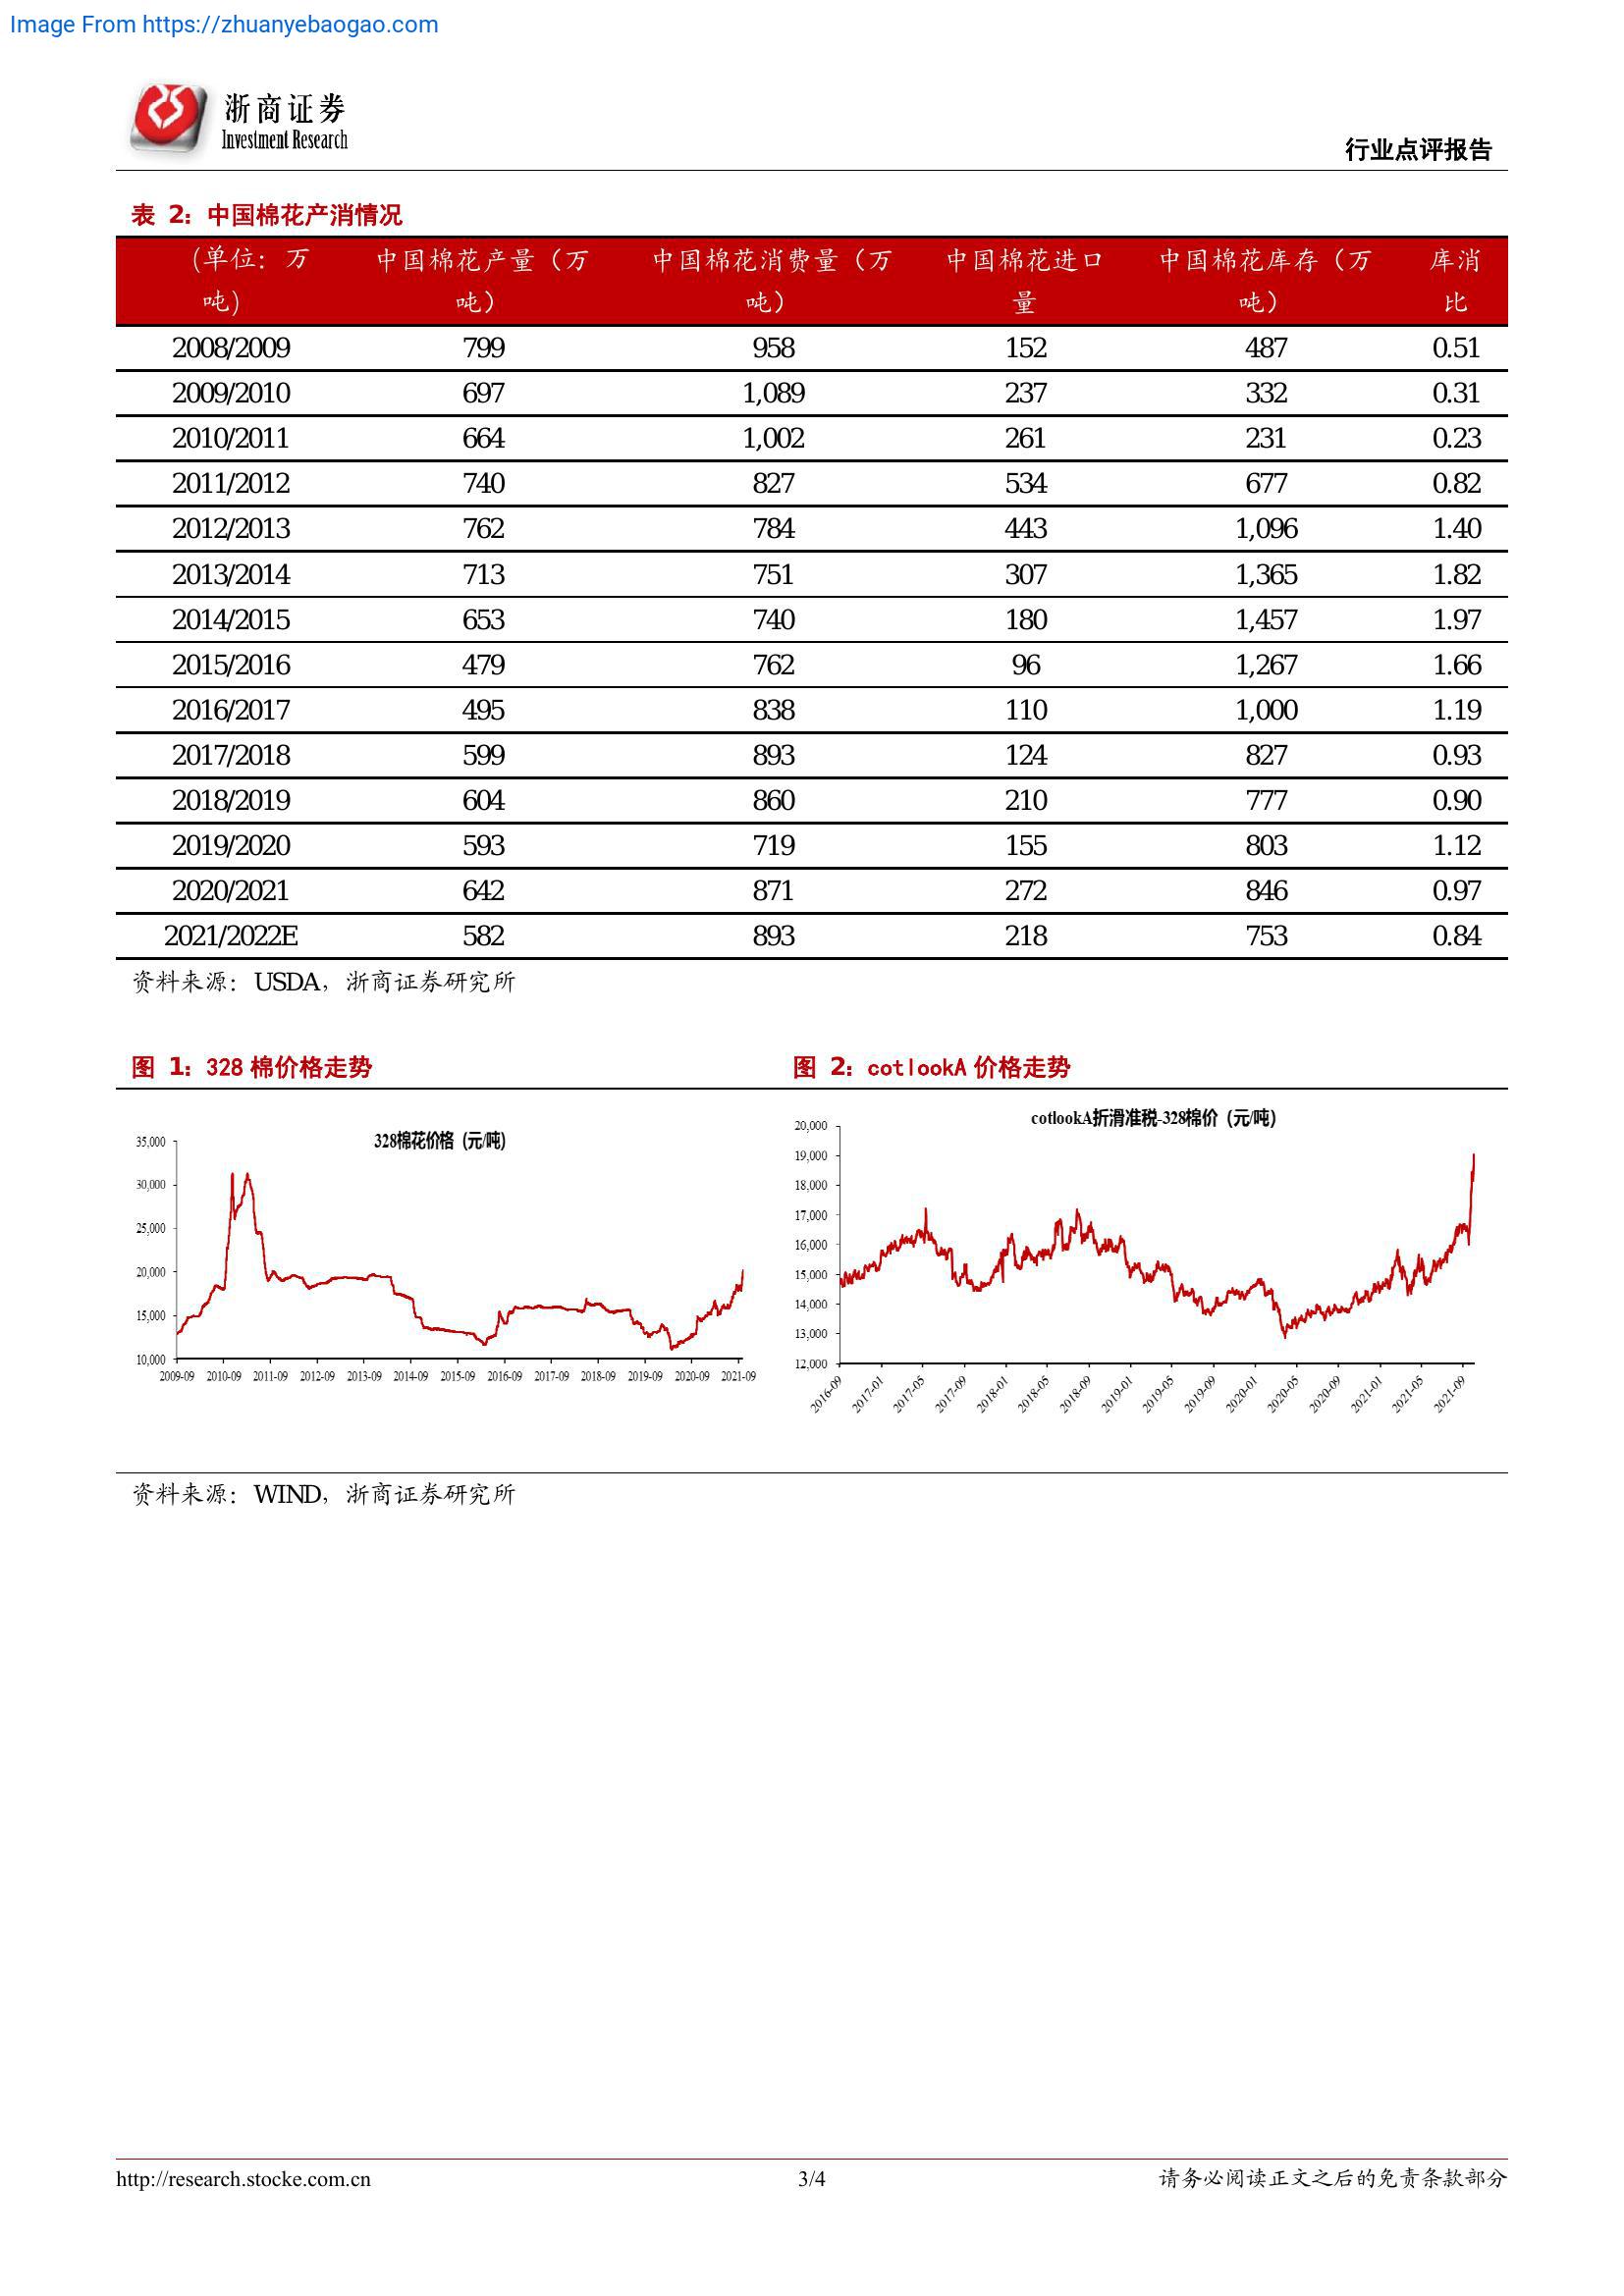 Image From https://zhuanyebaogao.com
浙商证券
Investment Research
行业点评报告
表 2：中国棉花产消情况
（单位：万吨） 中国棉花产量（万吨） 中国棉花消费量（万吨） 中国棉花进口量 中国棉花库存（万吨） 库消比
2008/2009 799 958 152 487 0.51
2009/2010 697 1,089 237 332 0.31
2010/2011 664 1,002 261 231 0.23
2011/2012 740 827 534 677 0.82
2012/2013 762 784 443 1,096 1.40
2013/2014 713 751 307 1,365 1.82
2014/2015 653 740 180 1,457 1.97
2015/2016 479 762 96 1,267 1.66
2016/2017 495 838 110 1,000 1.19
2017/2018 599 893 124 827 0.93
2018/2019 604 860 210 777 0.90
2019/2020 593 719 155 803 1.12
2020/2021 642 871 272 846 0.97
2021/2022E 582 893 218 753 0.84
资料来源：USDA，浙商证券研究所
图 1：328 棉价格走势
328棉花价格（元/吨）
35,000
30,000
25,000
20,000
15,000
10,000
2009-09 2010-09 2011-09 2012-09 2013-09 2014-09 2015-09 2016-09 2017-09 2018-09 2019-09 2020-09 2021-09
图 2：cotlookA 价格走势
cotlookA折滑准税-328棉价（元/吨）
20,000
19,000
18,000
17,000
16,000
15,000
14,000
13,000
12,000
2016-09 2017-01 2017-05 2017-09 2018-01 2018-05 2018-09 2019-01 2019-05 2019-09 2020-01 2020-05 2020-09 2021-01 2021-05 2021-09
资料来源：WIND，浙商证券研究所
http://research.stocke.com.cn 3/4 请务必阅读正文之后的免责条款部分